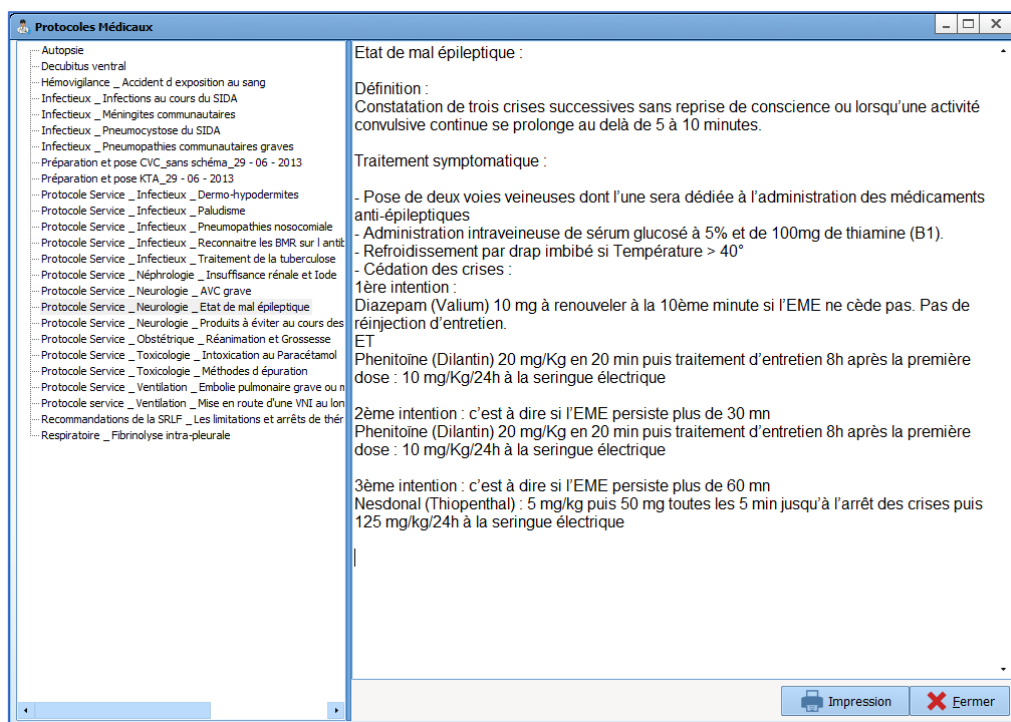 Protocoles Médicaux
Autopsie
Decubitus ventral
Hémovigilance _ Accident d exposition au sang
Infectieux _ Infections au cours du SIDA
Infectieux _ Méningites communautaires
Infectieux _ Pneumocystose du SIDA
Infectieux _ Pneumopathies communautaires graves
Préparation et pose CVC_sans schéma_29 - 06 - 2013
Préparation et pose KTA_29 - 06 - 2013
Protocole Service _ Infectieux _ Dermo-hypodermites
Protocole Service _ Infectieux _ Paludisme
Protocole Service _ Infectieux _ Pneumopathies nosocomiale
Protocole Service _ Infectieux _ Reconnaitre les BMR sur l antib
Protocole Service _ Infectieux _ Traitement de la tuberculose
Protocole Service _ Néphrologie _ Insuffisance rénale et Iode
Protocole Service _ Neurologie _ AVC grave
Protocole Service _ Neurologie _ Etat de mal épileptique
Protocole Service _ Neurologie _ Produits à éviter au cours des
Protocole Service _ Obstétrique _ Réanimation et Grossesse
Protocole Service _ Toxicologie _ Intoxication au Paracétamol
Protocole Service _ Toxicologie _ Méthodes d épuration
Protocole Service _ Ventilation _ Embolie pulmonaire grave ou m
Protocole service _ Ventilation _ Mise en route d'une VNI au lon
Recommandations de la SRLF _ Les limitations et arrêts de thér
Respiratoire _ Fibrinolyse intra-pleurale
Etat de mal épileptique :
Définition :
Constatation de trois crises successives sans reprise de conscience ou lorsqu’une activité
convulsive continue se prolonge au delà de 5 à 10 minutes.
Traitement symptomatique :
- Pose de deux voies veineuses dont l’une sera dédiée à l’administration des médicaments
anti-épileptiques
- Administration intraveineuse de sérum glucosé à 5% et de 100mg de thiamine (B1).
- Refroidissement par drap imbibé si Température > 40°
- Cédation des crises :
1ère intention :
Diazepam (Valium) 10 mg à renouveler à la 10ème minute si l’EME ne cède pas. Pas de
réinjection d’entretien.
ET
Phenitoïne (Dilantin) 20 mg/Kg en 20 min puis traitement d’entretien 8h après la première
dose : 10 mg/Kg/24h à la seringue électrique
2ème intention : c’est à dire si l’EME persiste plus de 30 mn
Phenitoïne (Dilantin) 20 mg/Kg en 20 min puis traitement d’entretien 8h après la première
dose : 10 mg/Kg/24h à la seringue électrique
3ème intention : c’est à dire si l’EME persiste plus de 60 mn
Nesdonal (Thiopenthal) : 5 mg/kg puis 50 mg toutes les 5 min jusqu’à l’arrêt des crises puis
125 mg/kg/24h à la seringue électrique
Impression
Fermer